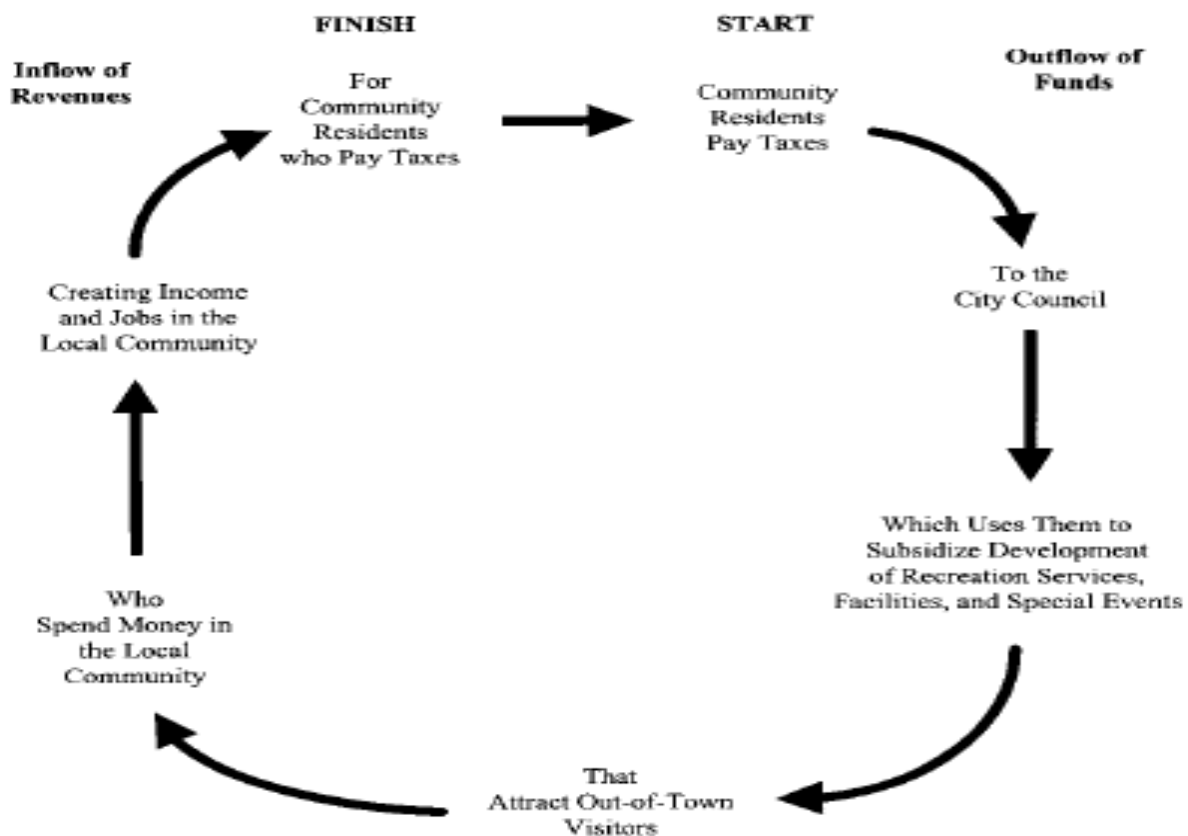 FINISH
START
Inflow of
Revenues
Outflow of
Funds
For
Community
Residents
who Pay Taxes
Community
Residents
Pay Taxes
To the
City Council
Which Uses Them to
Subsidize Development
of Recreation Services,
Facilities, and Special Events
That
Attract Out-of-Town
Visitors
Who
Spend Money in
the Local
Community
Creating Income
and Jobs in the
Local Community